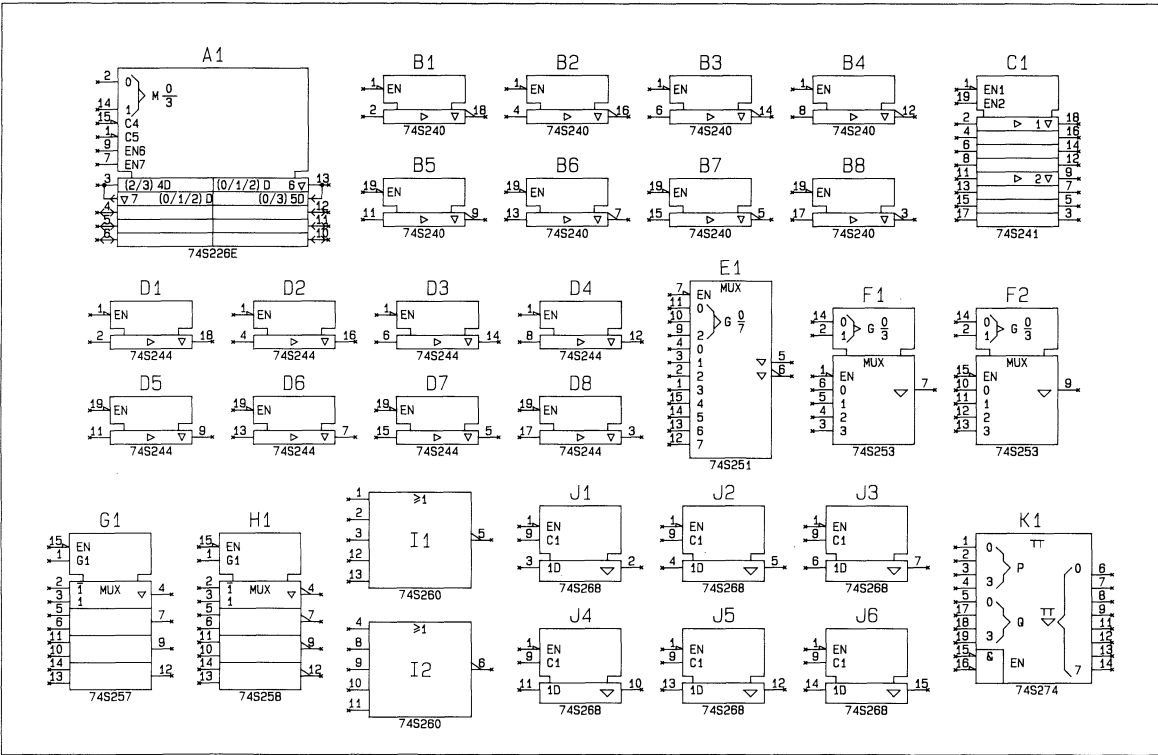 A1
2 0 M 0/3
14 1
15 C4
1 C5
9 EN6
7 EN7
3 (2/3) 4D (0/1/2) D 6 ▽ 13
▽ 7 (0/1/2) D (0/3) 5D
4 12
5 11
6 10
74S226E
B1
1 EN
2 ▷ ▽ 18
74S240
B2
1 EN
4 ▷ ▽ 16
74S240
B3
1 EN
6 ▷ ▽ 14
74S240
B4
1 EN
8 ▷ ▽ 12
74S240
C1
1 EN1
19 EN2
2 ▷ 1 ▽ 18
4 16
6 14
8 12
11 ▷ 2 ▽ 9
13 7
15 5
17 3
74S241
B5
19 EN
11 ▷ ▽ 9
74S240
B6
19 EN
13 ▷ ▽ 7
74S240
B7
19 EN
15 ▷ ▽ 5
74S240
B8
19 EN
17 ▷ ▽ 3
74S240
D1
1 EN
2 ▷ ▽ 18
74S244
D2
1 EN
4 ▷ ▽ 16
74S244
D3
1 EN
6 ▷ ▽ 14
74S244
D4
1 EN
8 ▷ ▽ 12
74S244
D5
19 EN
11 ▷ ▽ 9
74S244
D6
19 EN
13 ▷ ▽ 7
74S244
D7
19 EN
15 ▷ ▽ 5
74S244
D8
19 EN
17 ▷ ▽ 3
74S244
E1
MUX
7 EN
11 0
10 G 0/7
9 2
4 0
3 1 ▽ 5
2 2 ▽ 6
1 3
15 4
14 5
13 6
12 7
74S251
F1
14 0 G 0/3
2 1
MUX
1 EN
6 0 ▽ 7
5 1
4 2
3 3
74S253
F2
14 0 G 0/3
2 1
MUX
15 EN
10 0 ▽ 9
11 1
12 2
13 3
74S253
G1
15 EN
1 G1
2 1 MUX ▽ 4
3 1
5 7
6
11 9
10
14 12
13
74S257
H1
15 EN
1 G1
2 1 MUX ▽ 4
3 1
5 7
6
11 9
10
14 12
13
74S258
≥1
1
2
3 I1 5
12
13
74S260
≥1
4
8
9 I2 6
10
11
74S260
J1
1 EN
9 C1
3 1D ▽ 2
74S268
J2
1 EN
9 C1
4 1D ▽ 5
74S268
J3
1 EN
9 C1
6 1D ▽ 7
74S268
J4
1 EN
9 C1
11 1D ▽ 10
74S268
J5
1 EN
9 C1
13 1D ▽ 12
74S268
J6
1 EN
9 C1
14 1D ▽ 15
74S268
K1
π
1 0 0 6
2 P 7
3 8
4 3 9
5 0 11
17 Q π ▽ 12
18 13
19 3 7 14
15 & EN
16
74S274